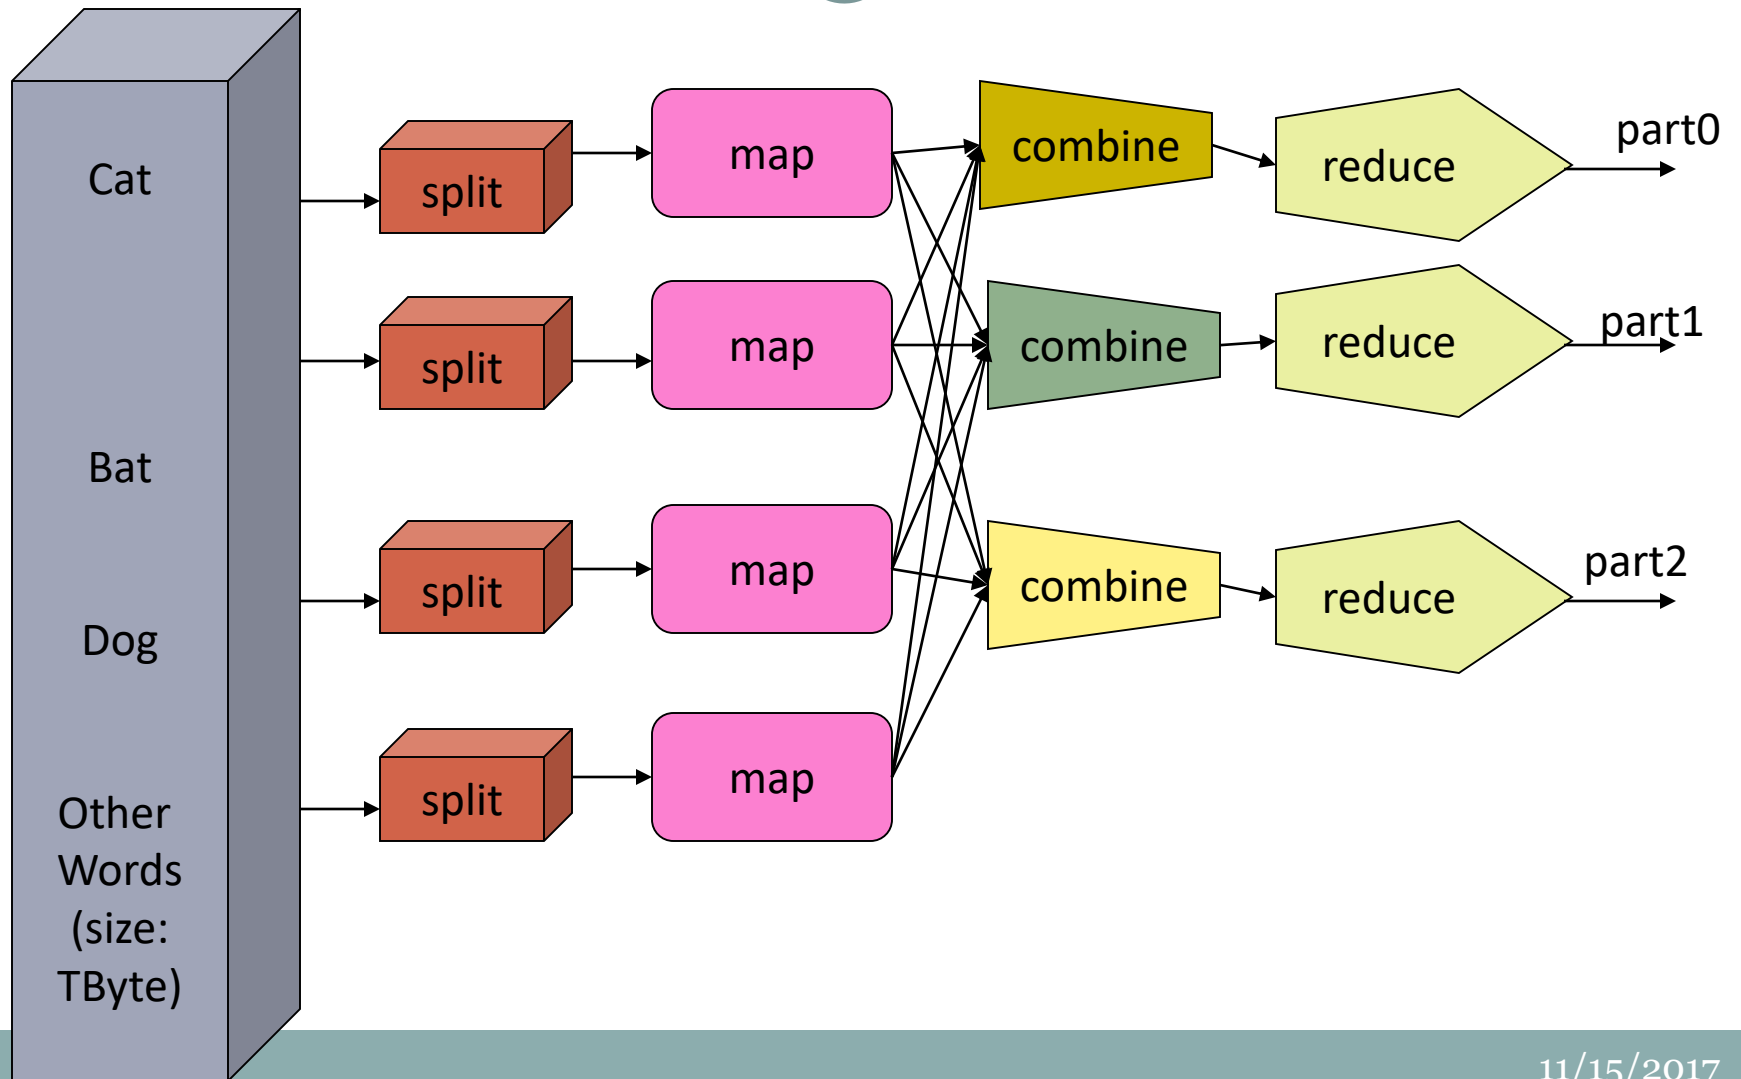 Cat
Bat
Dog
Other
Words
(size:
TByte)
split
map
combine
reduce
part0
split
map
combine
reduce
part1
split
map
combine
reduce
part2
split
map
11/15/2017